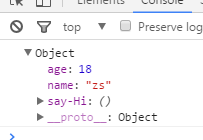 Elements Console
top Preserve log
Object
age: 18
name: "zs"
say-Hi: ()
__proto__: Object